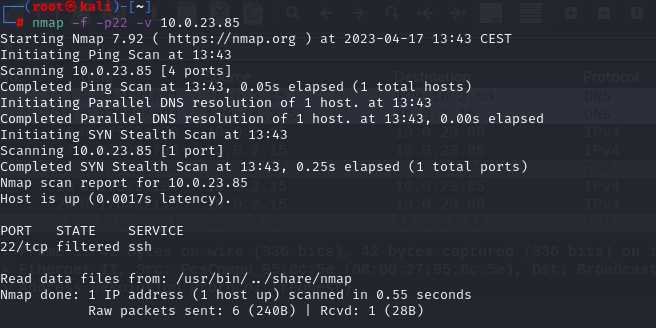 ┌──(root㉿kali)-[~]
└─# nmap -f -p22 -v 10.0.23.85
Starting Nmap 7.92 ( https://nmap.org ) at 2023-04-17 13:43 CEST
Initiating Ping Scan at 13:43
Scanning 10.0.23.85 [4 ports]
Completed Ping Scan at 13:43, 0.05s elapsed (1 total hosts)
Initiating Parallel DNS resolution of 1 host. at 13:43
Completed Parallel DNS resolution of 1 host. at 13:43, 0.00s elapsed
Initiating SYN Stealth Scan at 13:43
Scanning 10.0.23.85 [1 port]
Completed SYN Stealth Scan at 13:43, 0.25s elapsed (1 total ports)
Nmap scan report for 10.0.23.85
Host is up (0.0017s latency).
PORT   STATE    SERVICE
22/tcp filtered ssh
Read data files from: /usr/bin/../share/nmap
Nmap done: 1 IP address (1 host up) scanned in 0.55 seconds
Raw packets sent: 6 (240B) | Rcvd: 1 (28B)